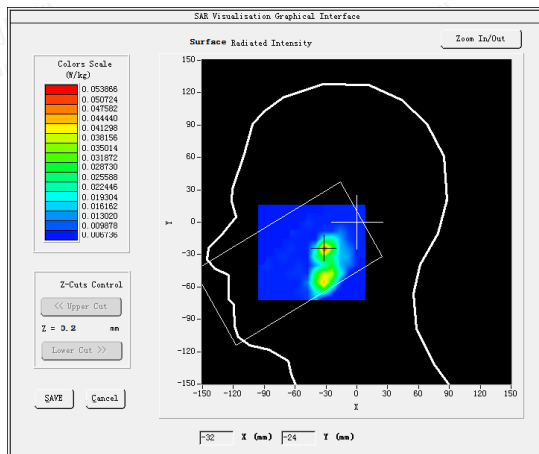 SAR Visualisation Graphical Interface
Surface Radiated Intensity
Zoom In/Out
Colors Scale
(W/kg)
0.053866
0.050724
0.047582
0.044440
0.041298
0.038156
0.035014
0.031872
0.028730
0.025588
0.022446
0.019304
0.016162
0.013020
0.009878
0.006736
Z-Cuts Control
<< Upper Cut
Z = 0.2 mm
Lower Cut >>
SAVE
Cancel
150
120
90
60
30
0
-30
-60
-90
-120
-150
Y
-150 -120 -90 -60 -30 0 30 60 90 120 150
X
-32 X (mm) -24 Y (mm)